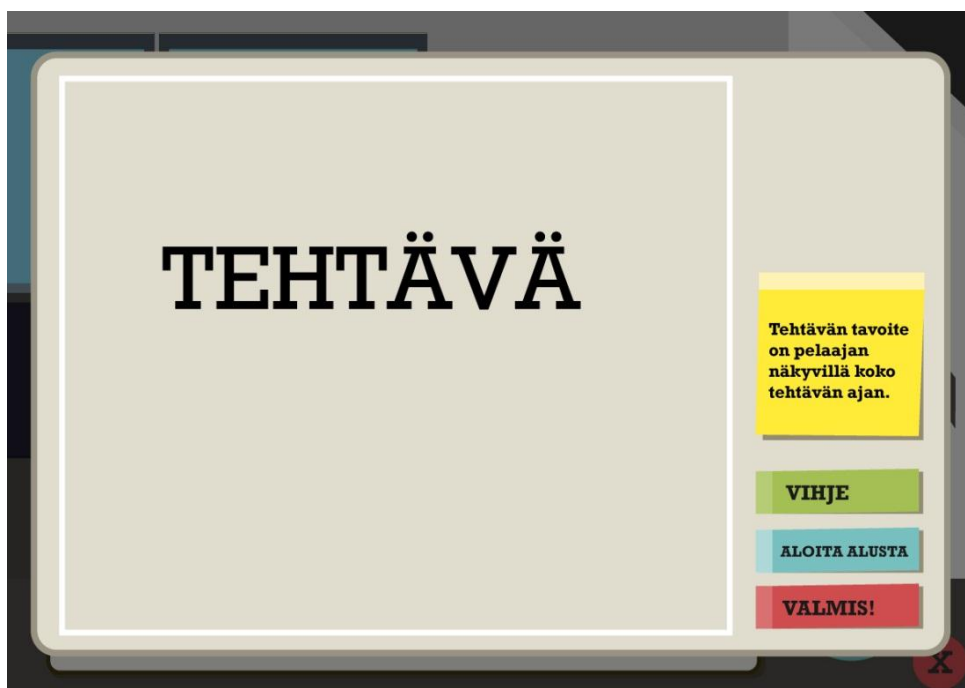 TEHTÄVÄ
Tehtävän tavoite
on pelaajan
näkyvillä koko
tehtävän ajan.
VIHJE
ALOITA ALUSTA
VALMIS!
X